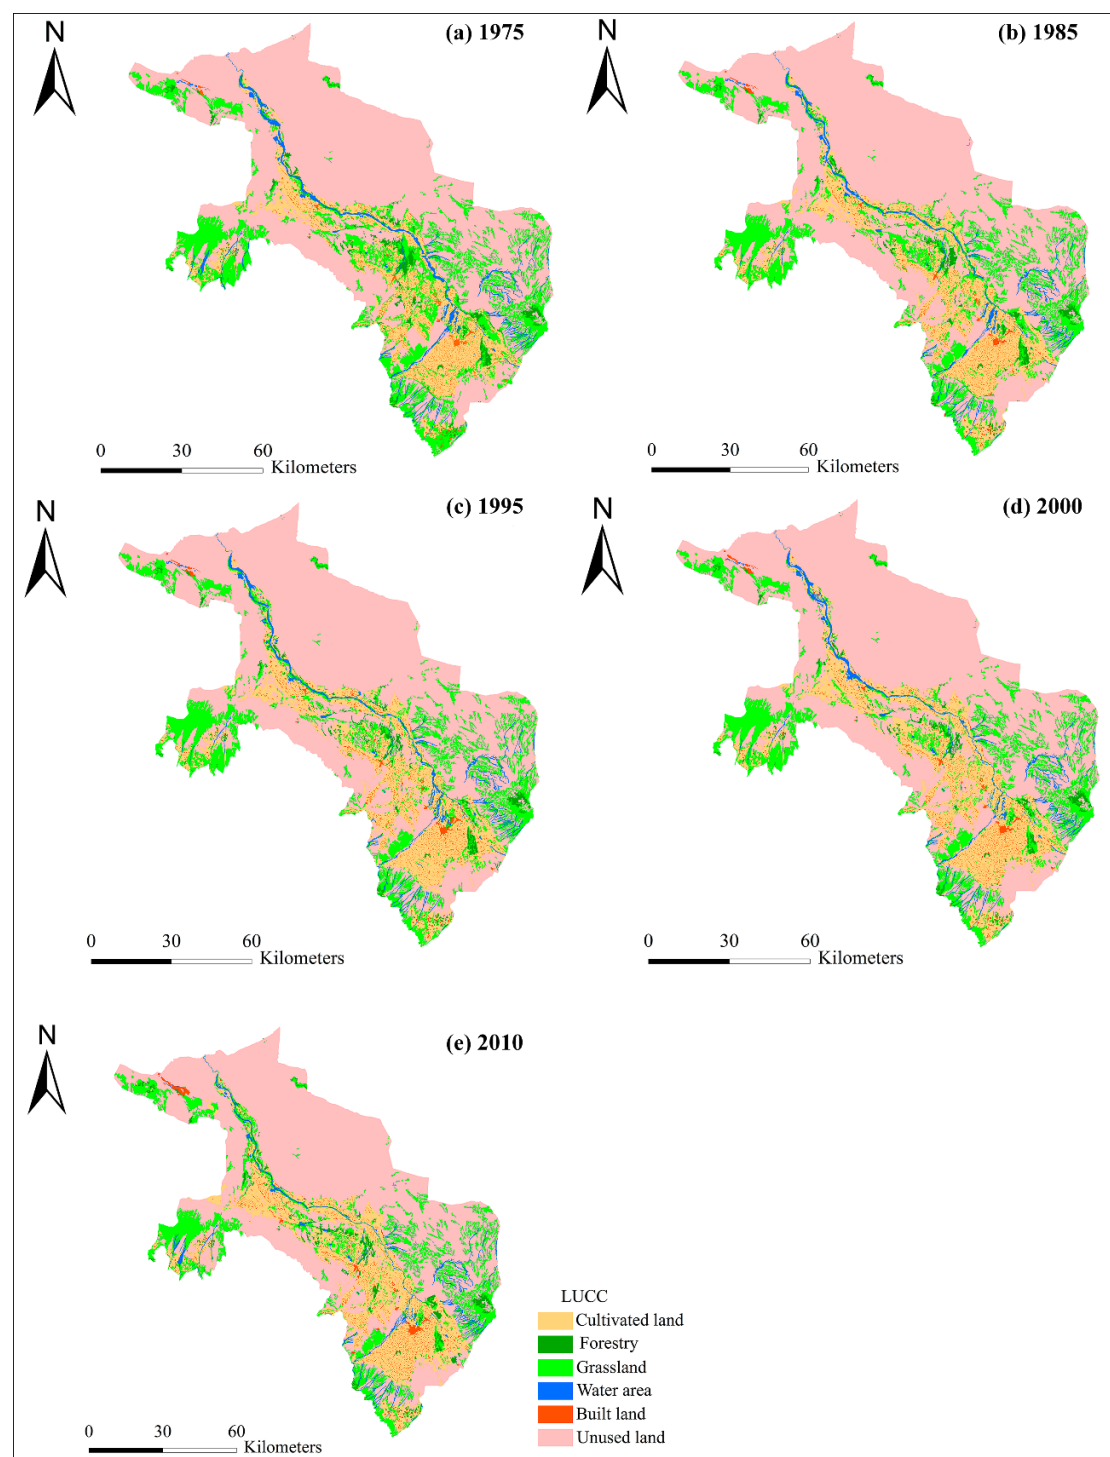 N
(a) 1975
0 30 60
Kilometers
N
(b) 1985
0 30 60
Kilometers
N
(c) 1995
0 30 60
Kilometers
N
(d) 2000
0 30 60
Kilometers
N
(e) 2010
0 30 60
Kilometers
LUCC
Cultivated land
Forestry
Grassland
Water area
Built land
Unused land